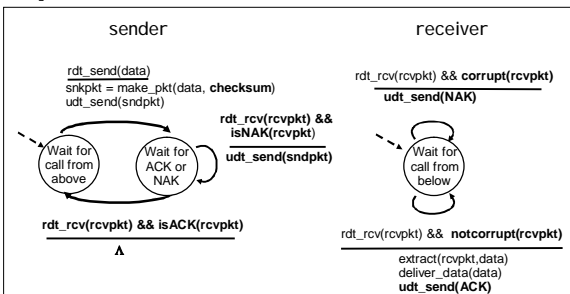 sender
rdt_send(data)
snkpkt = make_pkt(data, checksum)
udt_send(sndpkt)
Wait for
call from
above
Wait for
ACK or
NAK
rdt_rcv(rcvpkt) &&
isNAK(rcvpkt)
udt_send(sndpkt)
rdt_rcv(rcvpkt) && isACK(rcvpkt)
Λ
receiver
rdt_rcv(rcvpkt) && corrupt(rcvpkt)
udt_send(NAK)
Wait for
call from
below
rdt_rcv(rcvpkt) && notcorrupt(rcvpkt)
extract(rcvpkt,data)
deliver_data(data)
udt_send(ACK)